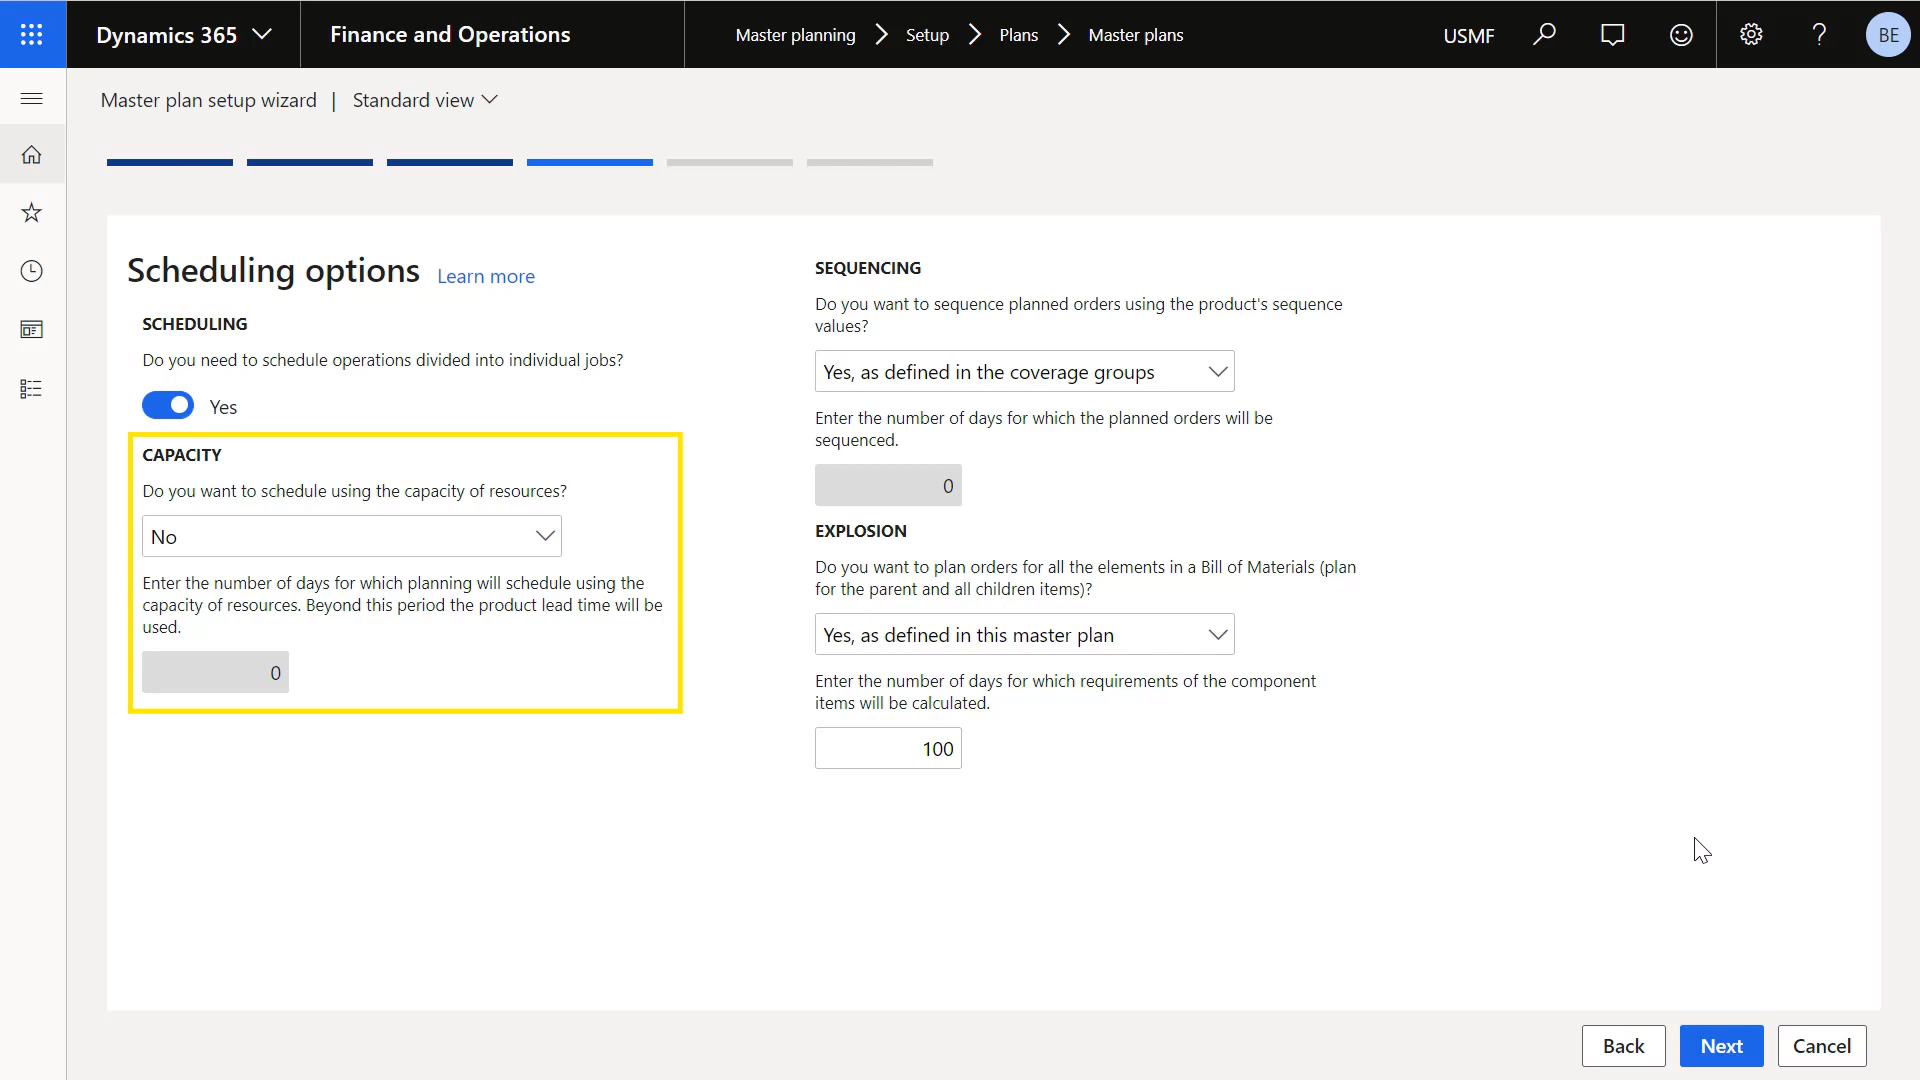 Dynamics 365
Finance and Operations
Master planning
Setup
Plans
Master plans
USMF
BE
Master plan setup wizard | Standard view
Scheduling options
Learn more
SCHEDULING
Do you need to schedule operations divided into individual jobs?
Yes
CAPACITY
Do you want to schedule using the capacity of resources?
No
Enter the number of days for which planning will schedule using the
capacity of resources. Beyond this period the product lead time will be
used.
0
SEQUENCING
Do you want to sequence planned orders using the product's sequence
values?
Yes, as defined in the coverage groups
Enter the number of days for which the planned orders will be
sequenced.
0
EXPLOSION
Do you want to plan orders for all the elements in a Bill of Materials (plan
for the parent and all children items)?
Yes, as defined in this master plan
Enter the number of days for which requirements of the component
items will be calculated.
100
Back
Next
Cancel